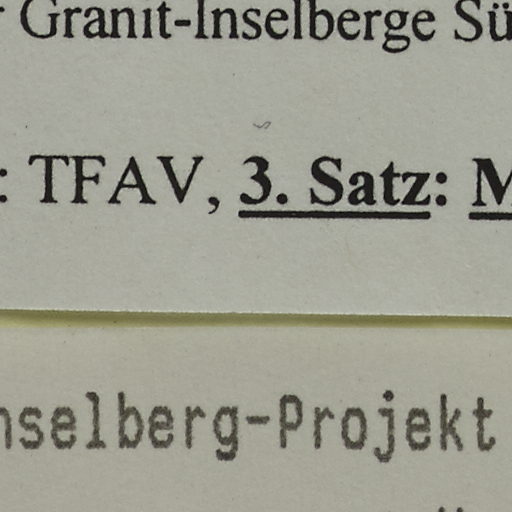 Granit-Inselberge
: TFAV, 3. Satz:
nselberg-Projekt